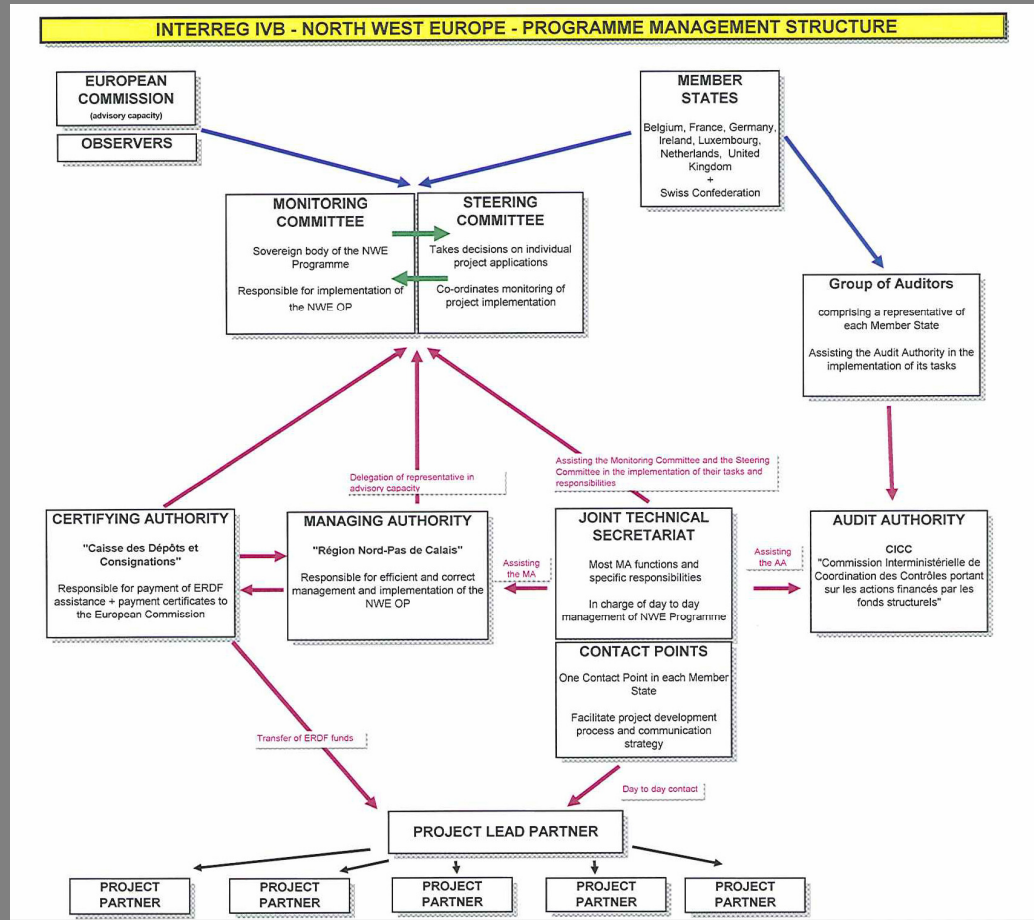 INTERREG IVB - NORTH WEST EUROPE - PROGRAMME MANAGEMENT STRUCTURE
EUROPEAN
COMMISSION
(advisory capacity)
OBSERVERS
MEMBER
STATES
Belgium, France, Germany,
Ireland, Luxembourg,
Netherlands, United
Kingdom
+
Swiss Confederation
MONITORING
COMMITTEE
Sovereign body of the NWE
Programme
Responsible for implementation of
the NWE OP
STEERING
COMMITTEE
Takes decisions on individual
project applications
Co-ordinates monitoring of
project implementation
Group of Auditors
comprising a representative of
each Member State
Assisting the Audit Authority in the
implementation of its tasks
Delegation of representative in
advisory capacity
Assisting the Monitoring Committee and the Steering
Committee in the implementation of their tasks and
responsibilities
CERTIFYING AUTHORITY
"Caisse des Dépôts et
Consignations"
Responsible for payment of ERDF
assistance + payment certificates to
the European Commission
MANAGING AUTHORITY
"Région Nord-Pas de Calais"
Responsible for efficient and correct
management and implementation of the
NWE OP
Assisting
the MA
JOINT TECHNICAL
SECRETARIAT
Most MA functions and
specific responsibilities
In charge of day to day
management of NWE Programme
Assisting
the AA
AUDIT AUTHORITY
CICC
"Commission Interministérielle de
Coordination des Contrôles portant
sur les actions financés par les
fonds structurels"
CONTACT POINTS
One Contact Point in each Member
State
Facilitate project development
process and communication
strategy
Transfer of ERDF funds
Day to day contact
PROJECT LEAD PARTNER
PROJECT
PARTNER
PROJECT
PARTNER
PROJECT
PARTNER
PROJECT
PARTNER
PROJECT
PARTNER